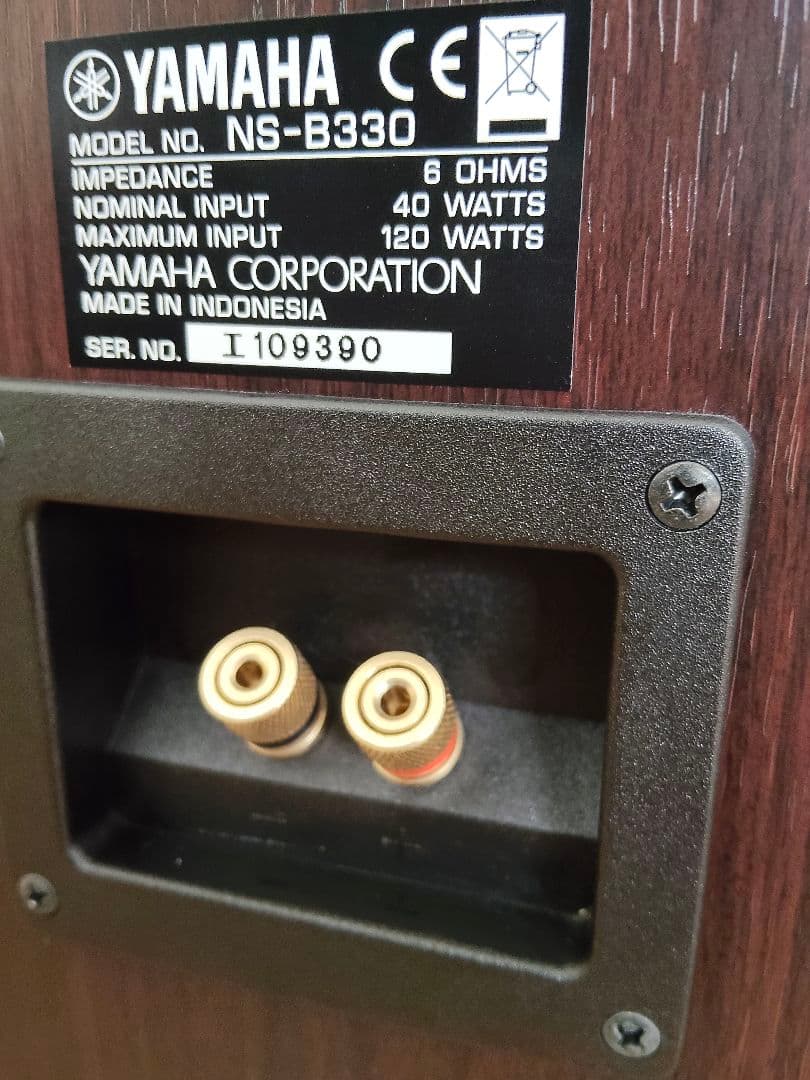 YAMAHA CE
MODEL NO. NS-B330
IMPEDANCE 6 OHMS
NOMINAL INPUT 40 WATTS
MAXIMUM INPUT 120 WATTS
YAMAHA CORPORATION
MADE IN INDONESIA
SER. NO. I109390